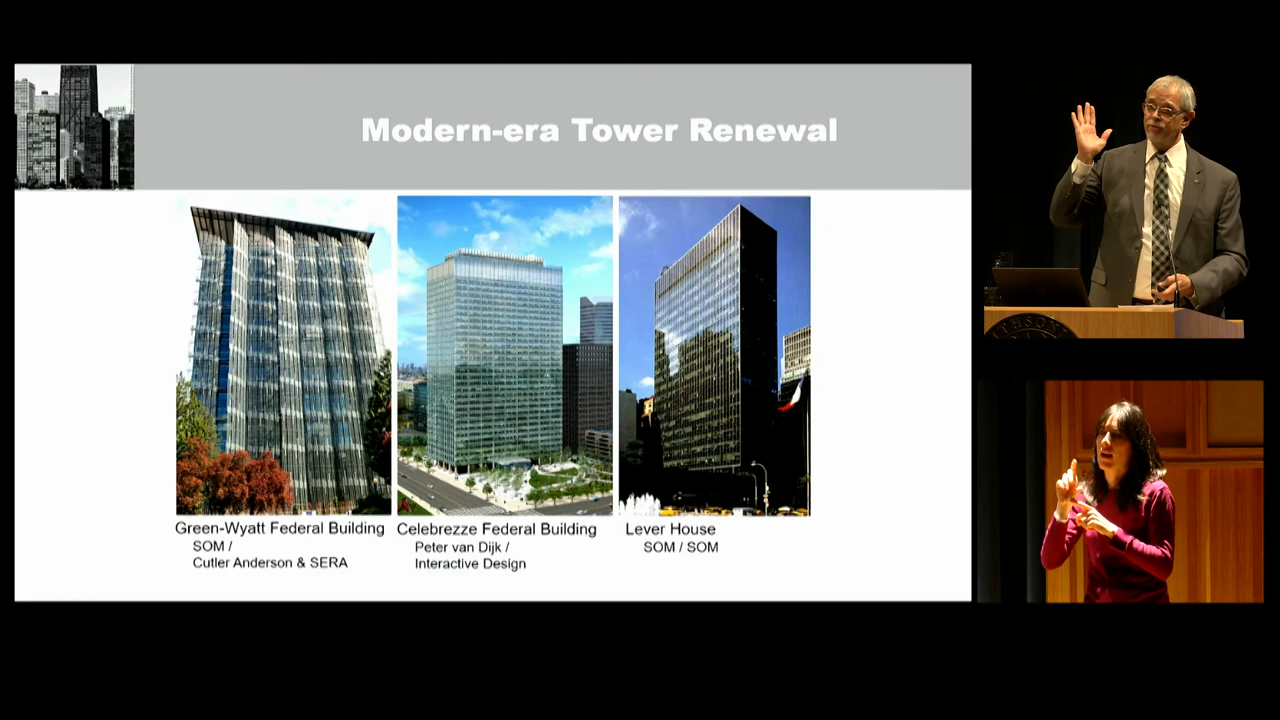 Modern-era Tower Renewal
Green-Wyatt Federal Building
SOM /
Cutler Anderson & SERA
Celebrezze Federal Building
Peter van Dijk /
Interactive Design
Lever House
SOM / SOM